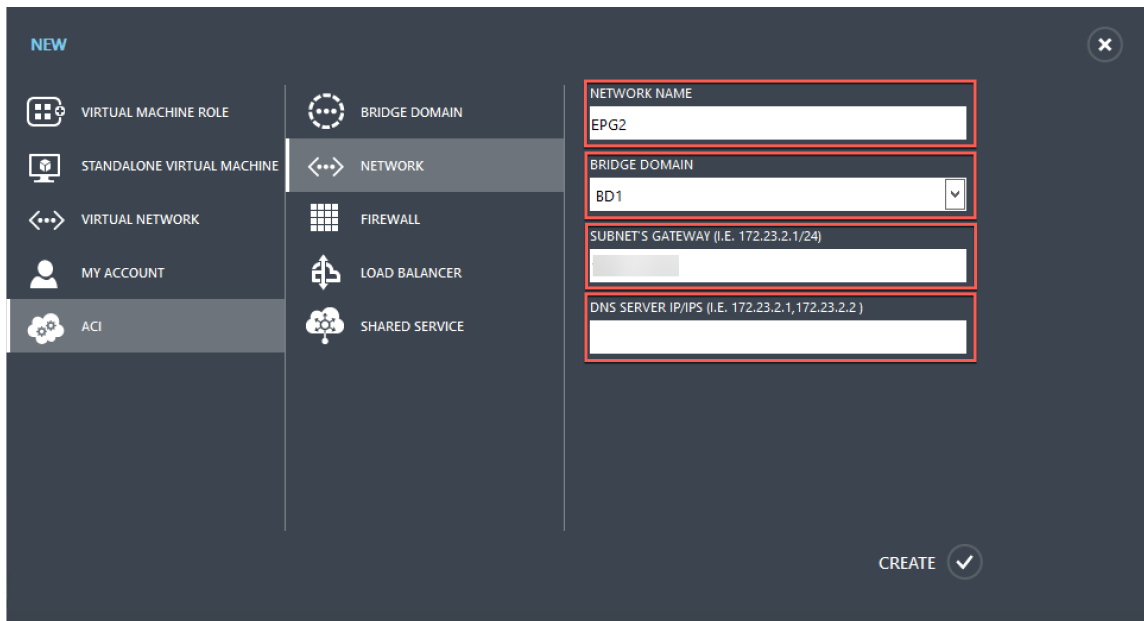 NEW
VIRTUAL MACHINE ROLE
STANDALONE VIRTUAL MACHINE
VIRTUAL NETWORK
MY ACCOUNT
ACI
BRIDGE DOMAIN
NETWORK
FIREWALL
LOAD BALANCER
SHARED SERVICE
NETWORK NAME
EPG2
BRIDGE DOMAIN
BD1
SUBNET'S GATEWAY (I.E. 172.23.2.1/24)
DNS SERVER IP/IPS (I.E. 172.23.2.1,172.23.2.2 )
CREATE